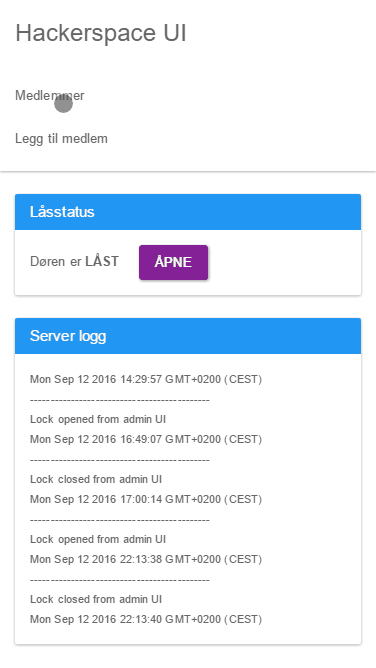 Hackerspace UI
Medlemmer
Legg til medlem
Låsstatus
Døren er LÅST ÅPNE
Server logg
Mon Sep 12 2016 14:29:57 GMT+0200 (CEST)
--------------------------------------------
Lock opened from admin UI
Mon Sep 12 2016 16:49:07 GMT+0200 (CEST)
--------------------------------------------
Lock closed from admin UI
Mon Sep 12 2016 17:00:14 GMT+0200 (CEST)
--------------------------------------------
Lock opened from admin UI
Mon Sep 12 2016 22:13:38 GMT+0200 (CEST)
--------------------------------------------
Lock closed from admin UI
Mon Sep 12 2016 22:13:40 GMT+0200 (CEST)